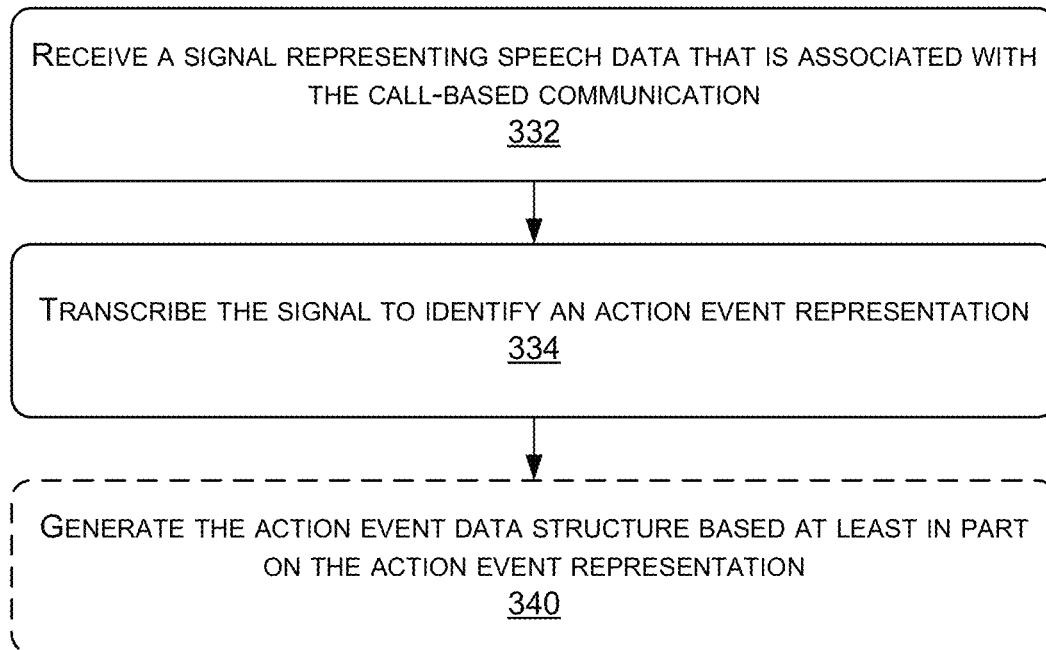 RECEIVE A SIGNAL REPRESENTING SPEECH DATA THAT IS ASSOCIATED WITH
THE CALL-BASED COMMUNICATION
332
TRANSCRIBE THE SIGNAL TO IDENTIFY AN ACTION EVENT REPRESENTATION
334
GENERATE THE ACTION EVENT DATA STRUCTURE BASED AT LEAST IN PART
ON THE ACTION EVENT REPRESENTATION
340